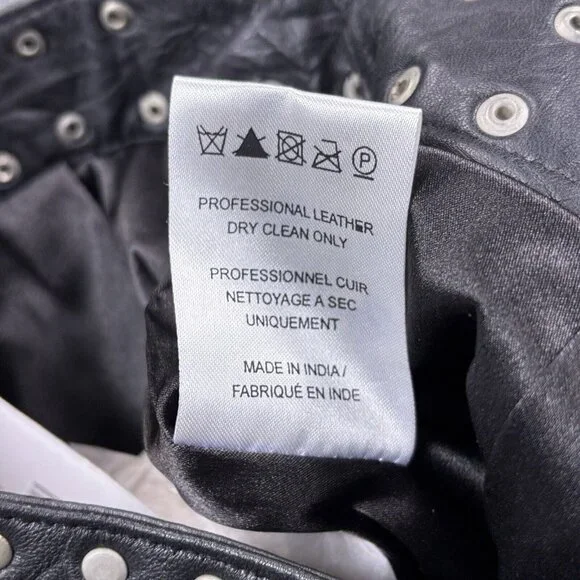 P
PROFESSIONAL LEATHER
DRY CLEAN ONLY
PROFESSIONNEL CUIR
NETTOYAGE A SEC
UNIQUEMENT
MADE IN INDIA /
FABRIQUÉ EN INDE